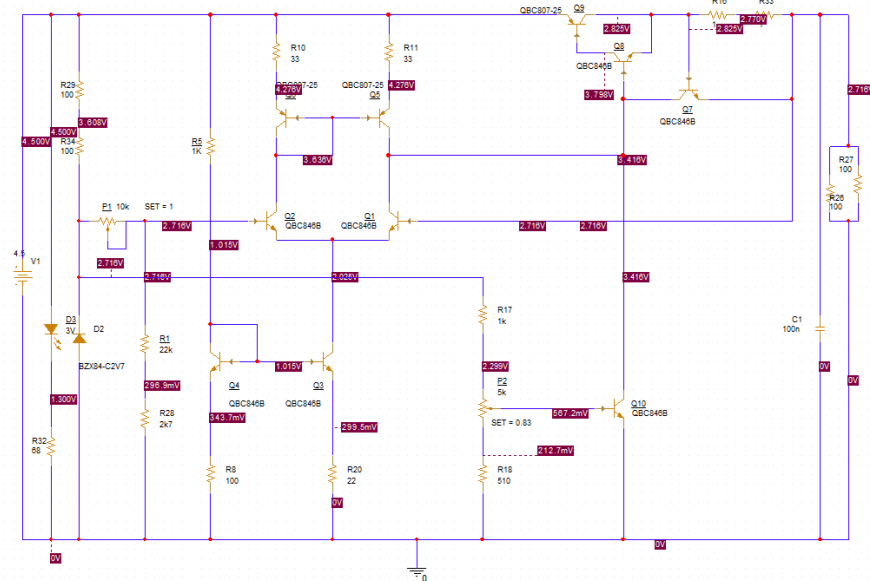 QBC807-25
Q9
R16
R33
2.825V
2.770V
1
2.825V
Q8
QBC846B
3.798V
Q7
QBC846B
R10
33
R11
33
QBC807-25
QBC807-25
4.276V
4.276V
Q5
R29
100
3.608V
4.500V
4.500V
R34
100
R5
1K
3.636V
3.416V
2.716V
R27
100
R26
100
P1
10k
SET = 1
2.716V
Q2
QBC846B
Q1
QBC846B
2.716V
2.716V
1.015V
4.5
V1
2.716V
2.716V
2.025V
3.416V
D3
3V
D2
BZX84-C2V7
R1
22k
R17
1k
C1
100n
0V
0V
1.015V
2.299V
296.9mV
Q4
QBC846B
Q3
QBC846B
P2
5k
SET = 0.83
567.2mV
Q10
QBC846B
1.300V
343.7mV
299.5mV
R28
2k7
212.7mV
R32
68
R8
100
R20
22
R18
510
0V
0V
0V
0